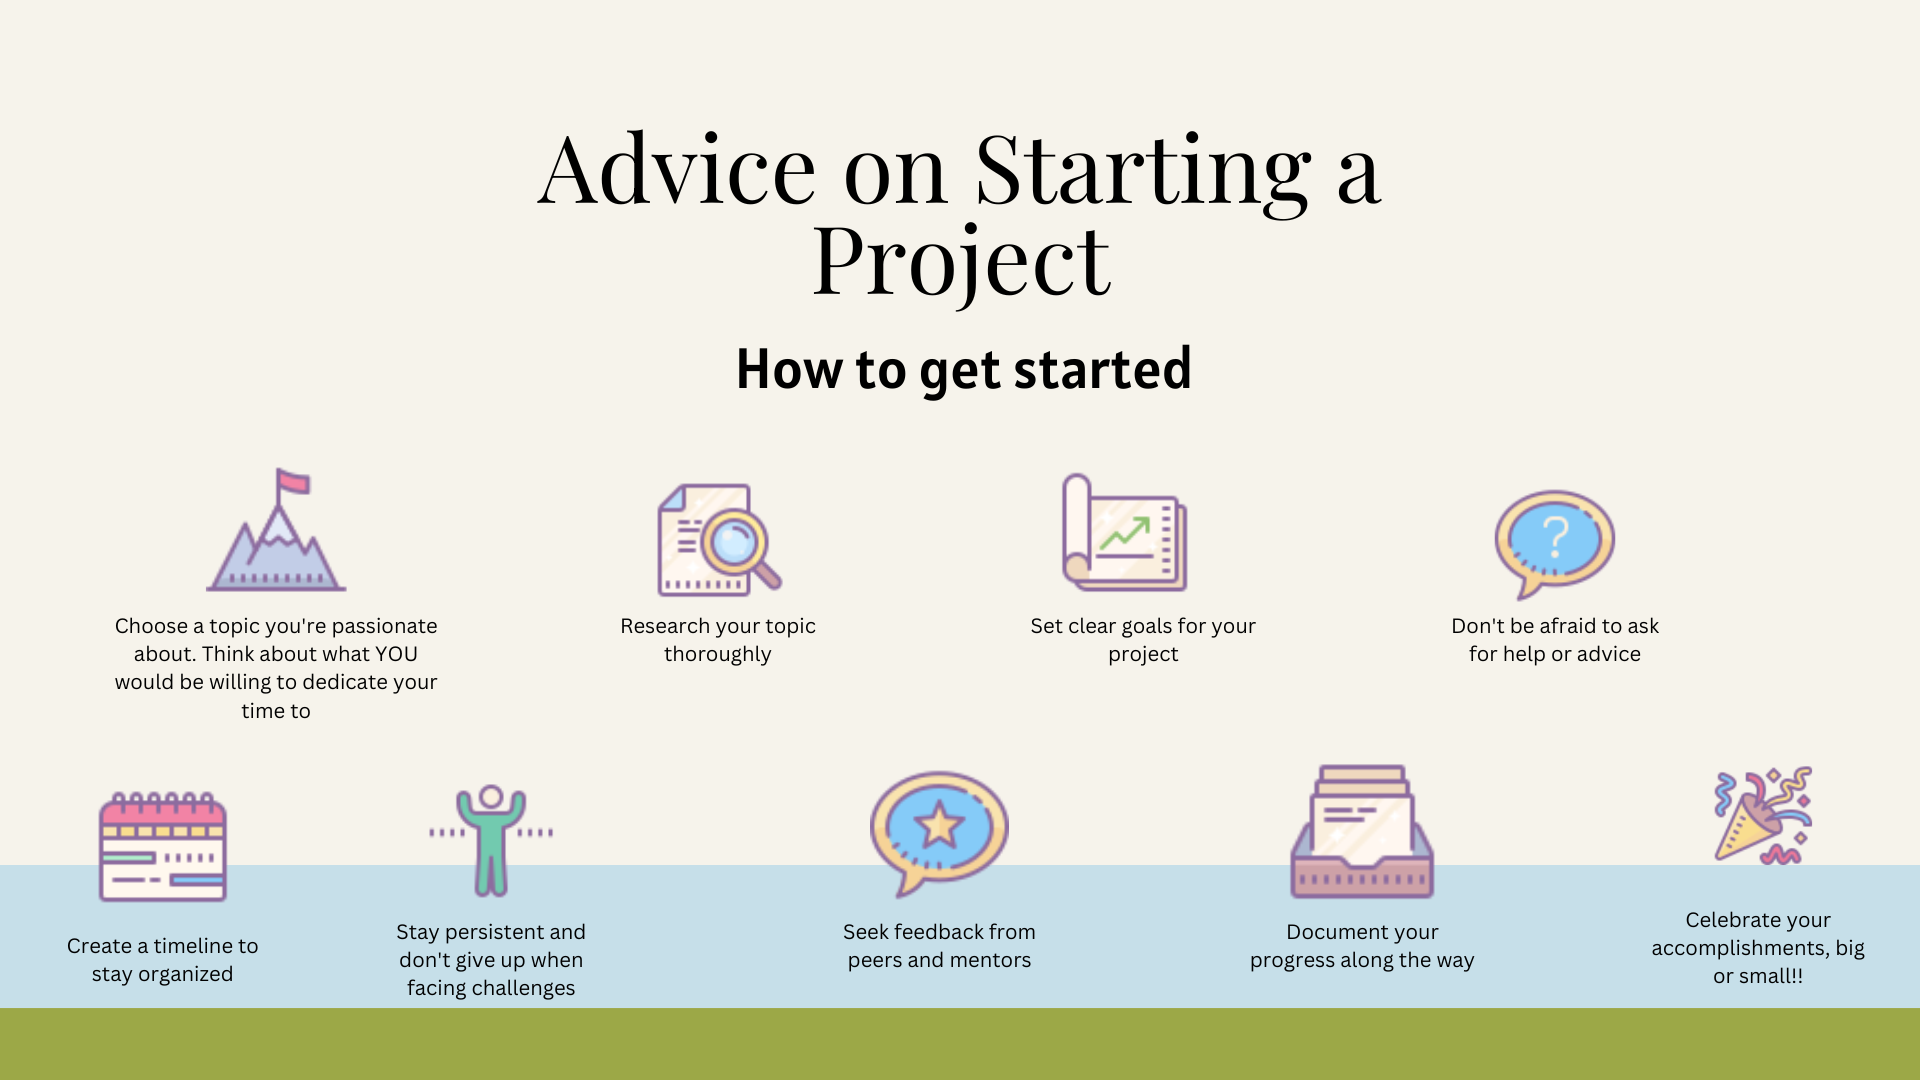 Advice on Starting a
Project
How to get started
Choose a topic you're passionate
about. Think about what YOU
would be willing to dedicate your
time to
Research your topic
thoroughly
Set clear goals for your
project
?
Don't be afraid to ask
for help or advice
Create a timeline to
stay organized
Stay persistent and
don't give up when
facing challenges
Seek feedback from
peers and mentors
Document your
progress along the way
Celebrate your
accomplishments, big
or small!!